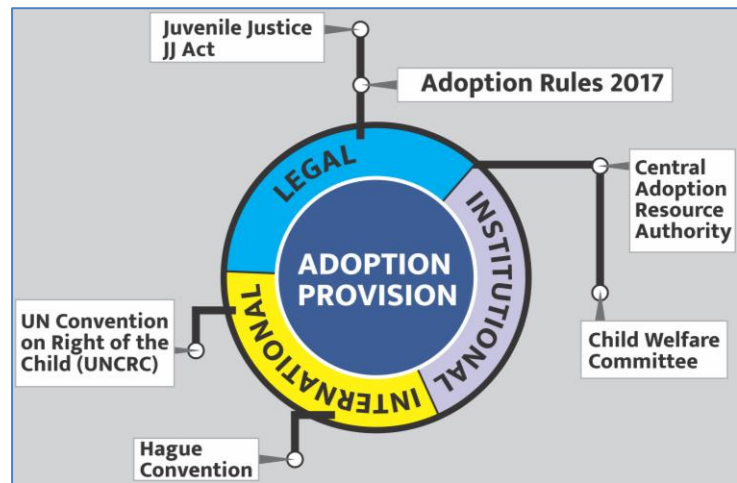 Juvenile Justice
JJ Act
Adoption Rules 2017
LEGAL
INSTITUTIONAL
INTERNATIONAL
ADOPTION
PROVISION
Central
Adoption
Resource
Authority
Child Welfare
Committee
UN Convention
on Right of the
Child (UNCRC)
Hague
Convention